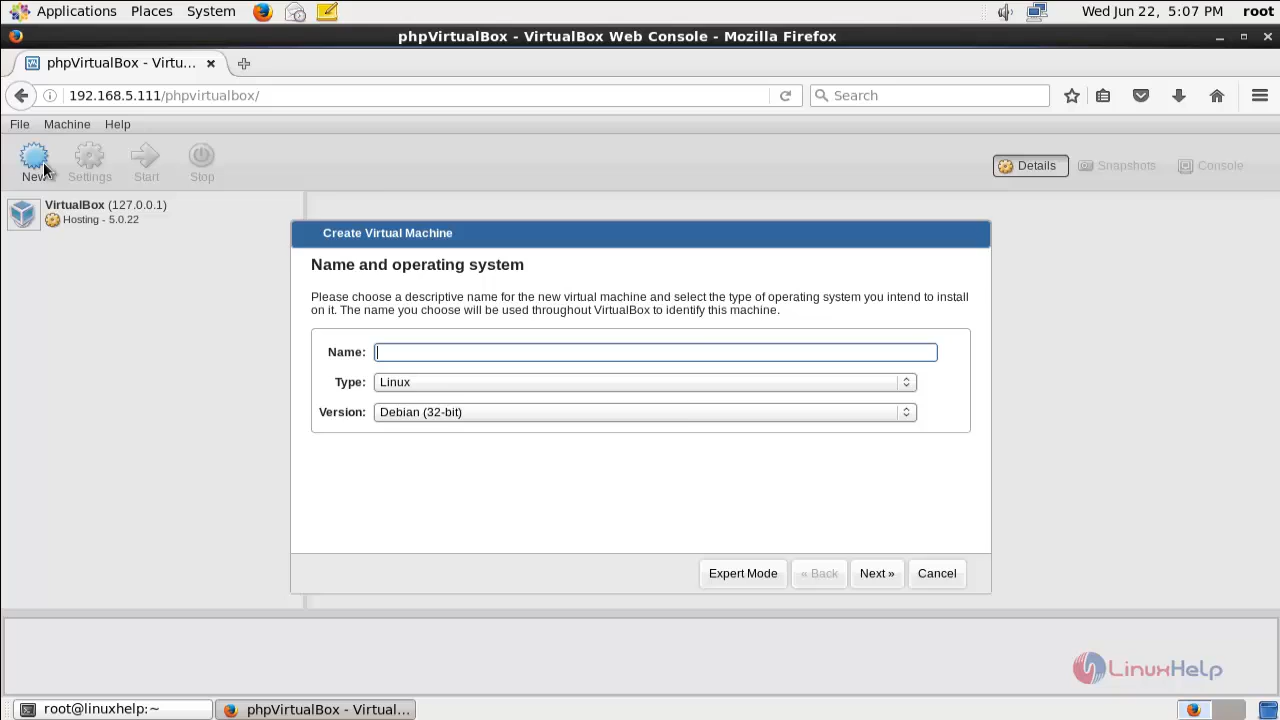 Applications Places System Wed Jun 22, 5:07 PM root
phpVirtualBox - VirtualBox Web Console - Mozilla Firefox
phpVirtualBox - Virtu...
192.168.5.111/phpvirtualbox/ Search
File Machine Help
New Settings Start Stop Details Snapshots Console
VirtualBox (127.0.0.1)
Hosting - 5.0.22
Create Virtual Machine
Name and operating system
Please choose a descriptive name for the new virtual machine and select the type of operating system you intend to install
on it. The name you choose will be used throughout VirtualBox to identify this machine.
Name:
Type: Linux
Version: Debian (32-bit)
Expert Mode « Back Next » Cancel
LinuxHelp
root@linuxhelp:~ phpVirtualBox - Virtual...